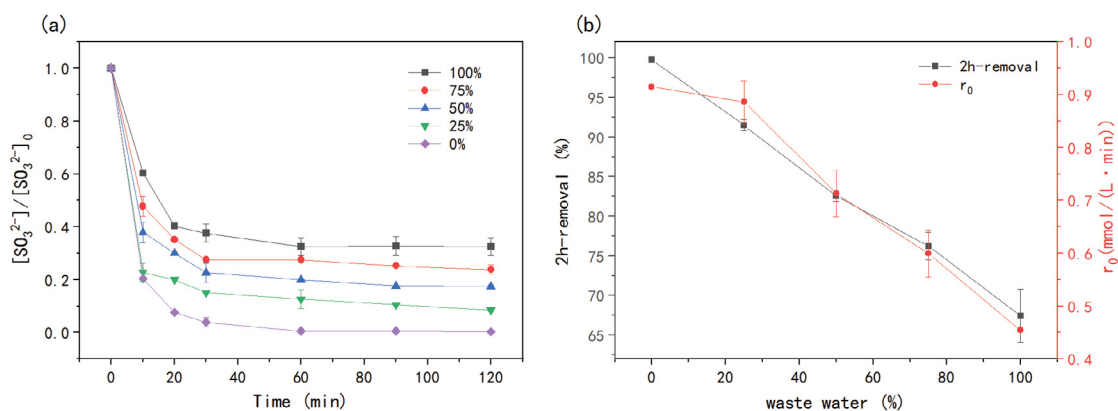 (a)
[SO₃²⁻]/[SO₃²⁻]₀
1.0
0.8
0.6
0.4
0.2
0.0
100%
75%
50%
25%
0%
0 20 40 60 80 100 120
Time (min)
(b)
2h-removal (%)
100
95
90
85
80
75
70
65
2h-removal
r₀
1.0
0.9
0.8
0.7
0.6
0.5
0.4
r₀(mmol/(L·min))
0 20 40 60 80 100
waste water (%)